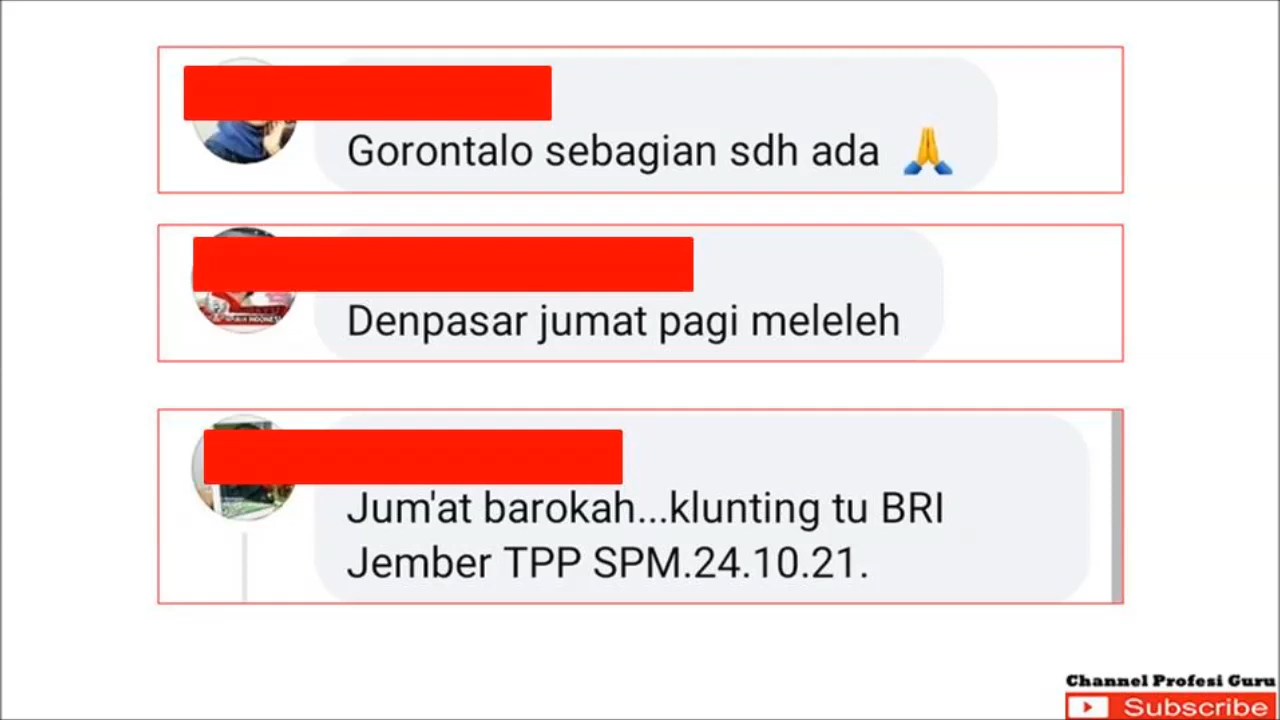 Gorontalo sebagian sdh ada 🙏
Denpasar jumat pagi meleleh
Jum'at barokah...klunting tu BRI
Jember TPP SPM.24.10.21.
Channel Profesi Guru
Subscribe